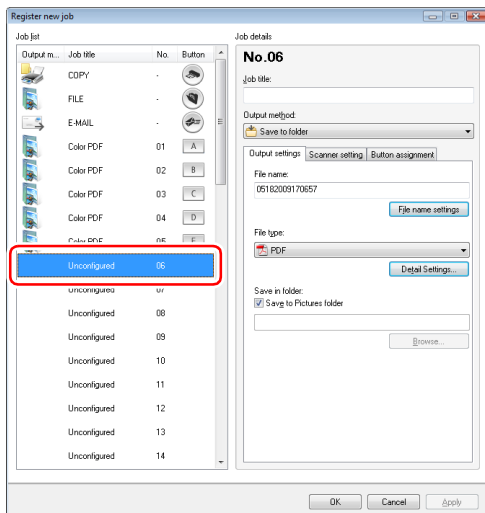 Register new job
Job list
Output m... Job title No. Button
COPY -
FILE -
E-MAIL -
Color PDF 01 A
Color PDF 02 B
Color PDF 03 C
Color PDF 04 D
Color PDF 05 E
Unconfigured 06
Unconfigured 07
Unconfigured 08
Unconfigured 09
Unconfigured 10
Unconfigured 11
Unconfigured 12
Unconfigured 13
Unconfigured 14
Job details
No.06
Job title:
Output method:
Save to folder
Output settings Scanner setting Button assignment
File name:
05182009170657
File name settings
File type:
PDF
Detail Settings...
Save in folder:
Save to Pictures folder
Browse...
OK Cancel Apply